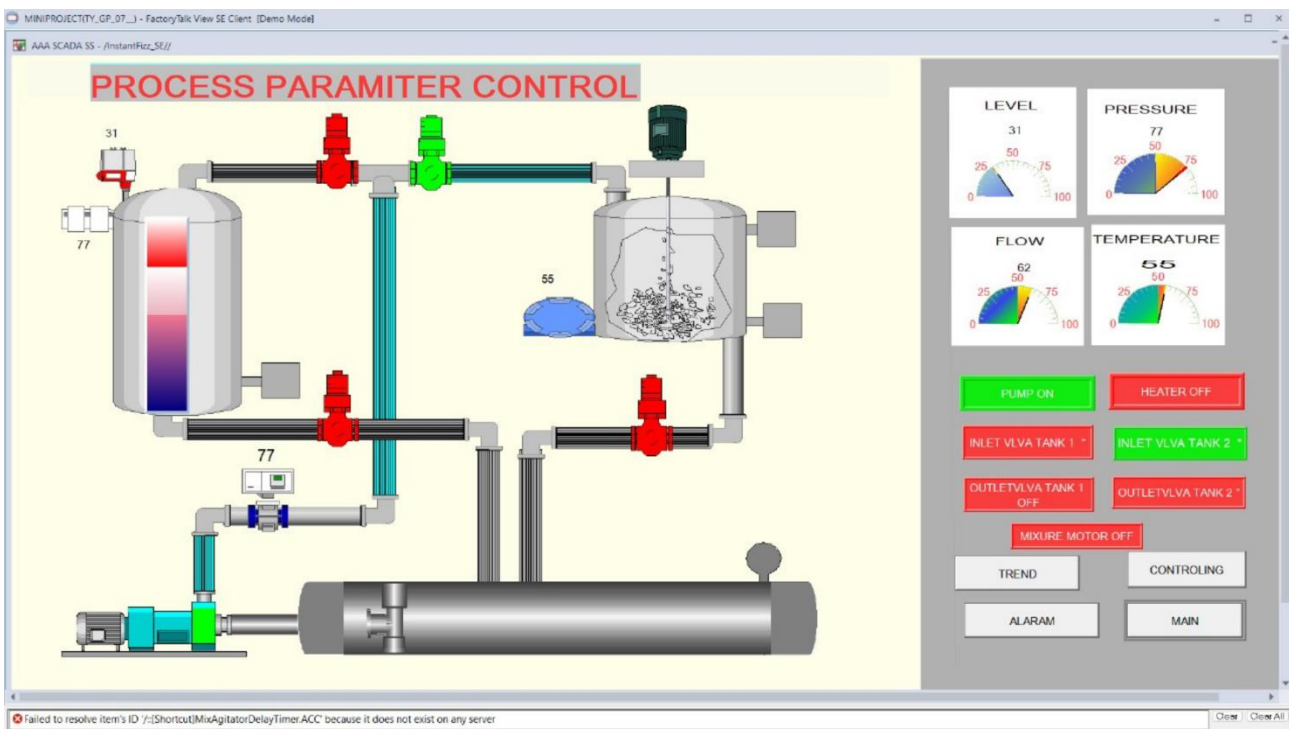 MINIPROJECT(TY_GP_07__) - FactoryTalk View SE Client [Demo Mode]
AAA SCADA SS - /InstantFizz_SE//
PROCESS PARAMITER CONTROL
31
77
55
77
LEVEL
31
0
25
50
75
100
PRESSURE
77
0
25
50
75
100
FLOW
62
0
25
50
75
100
TEMPERATURE
55
0
25
50
75
100
PUMP ON
HEATER OFF
INLET VLVA TANK 1 "
INLET VLVA TANK 2 "
OUTLETVLVA TANK 1
OFF
OUTLETVLVA TANK 2 "
MIXURE MOTOR OFF
TREND
CONTROLING
ALARAM
MAIN
Failed to resolve item's ID '/::[Shortcut]MixAgitatorDelayTimer.ACC' because it does not exist on any server
Clear
Clear All